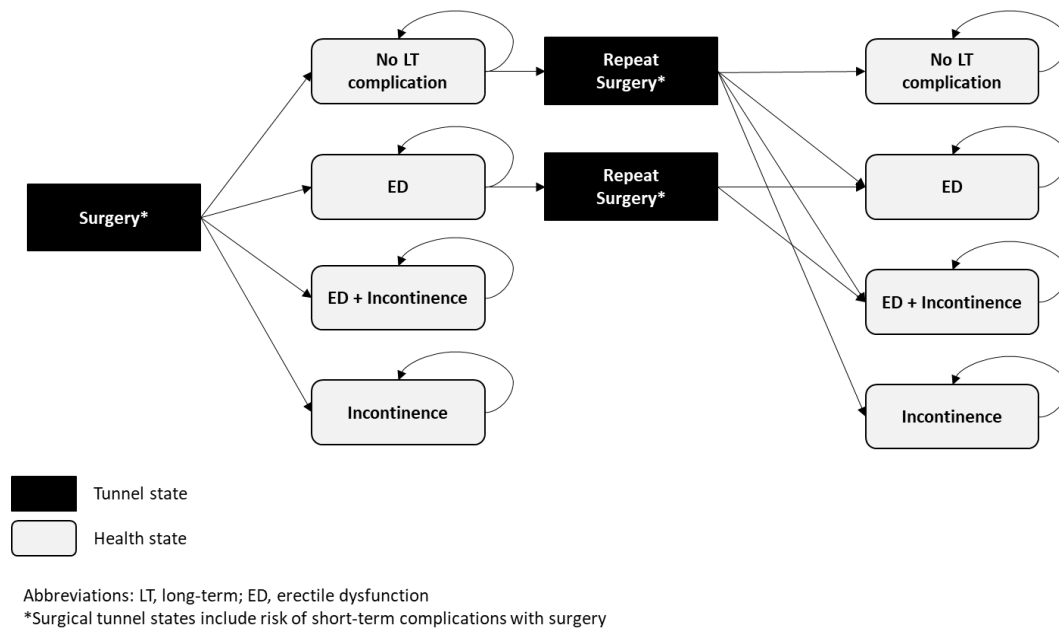 No LT
complication
Repeat
Surgery*
No LT
complication
ED
Repeat
Surgery*
ED
Surgery*
ED + Incontinence
ED + Incontinence
Incontinence
Incontinence
Tunnel state
Health state
Abbreviations: LT, long-term; ED, erectile dysfunction
*Surgical tunnel states include risk of short-term complications with surgery